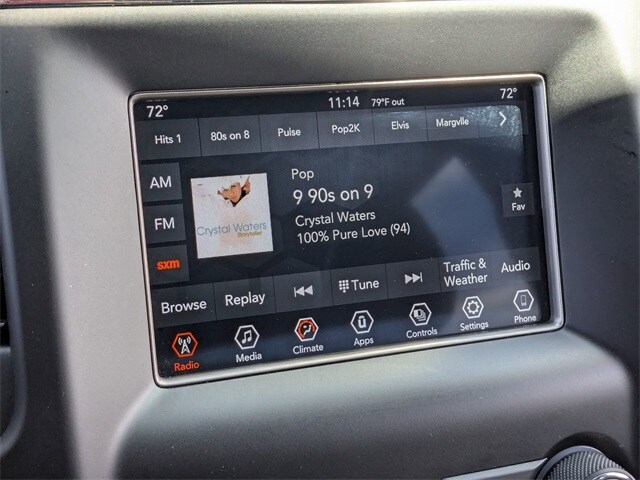 72°
11:14
79°F out
72°
Hits 1
80s on 8
Pulse
Pop2K
Elvis
Margvlle
AM
FM
sxm
Crystal Waters
Storyteller
Pop
9 90s on 9
Crystal Waters
100% Pure Love (94)
Fav
Browse
Replay
Tune
Traffic &
Weather
Audio
Radio
Media
Climate
Apps
Controls
Settings
Phone